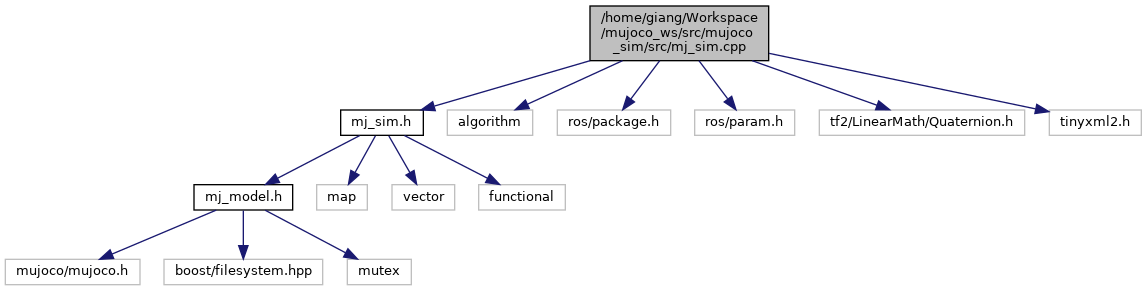 /home/giang/Workspace
/mujoco_ws/src/mujoco
_sim/src/mj_sim.cpp
mj_sim.h
algorithm
ros/package.h
ros/param.h
tf2/LinearMath/Quaternion.h
tinyxml2.h
mj_model.h
map
vector
functional
mujoco/mujoco.h
boost/filesystem.hpp
mutex